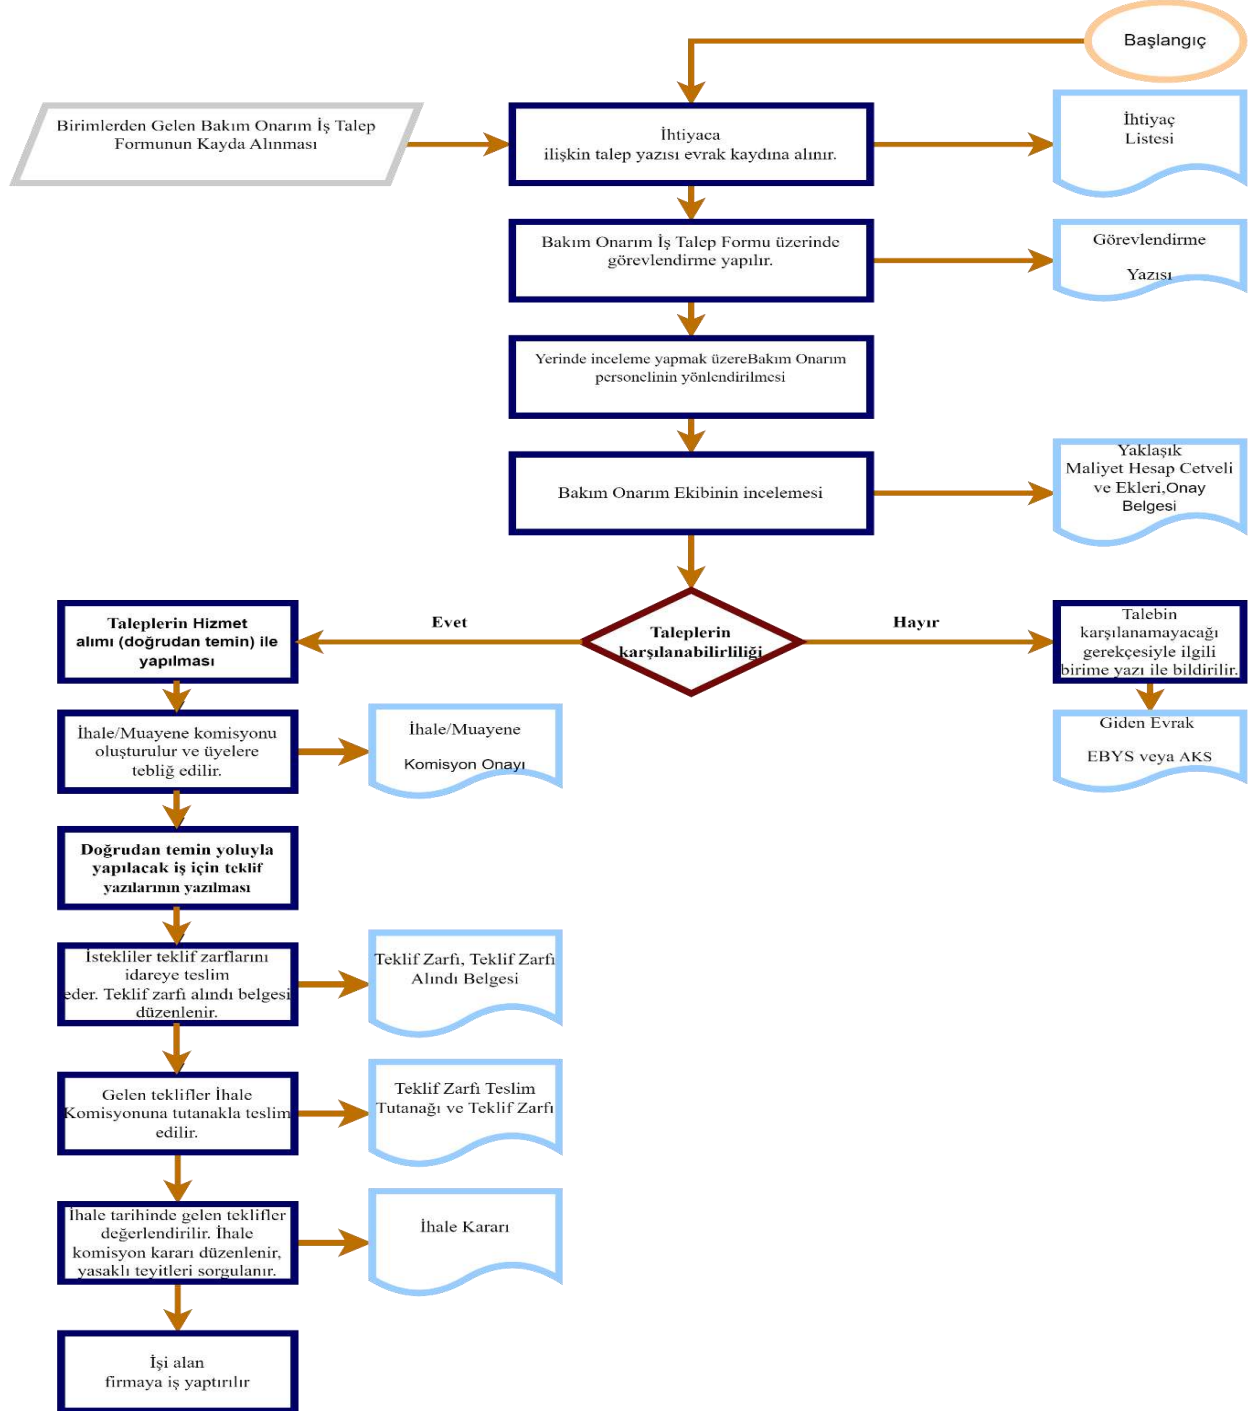 Başlangıç
Birimlerden Gelen Bakım Onarım İş Talep
Formunun Kayda Alınması
İhtiyaca
ilişkin talep yazısı evrak kaydına alınır.
İhtiyaç
Listesi
Bakım Onarım İş Talep Formu üzerinde
görevlendirme yapılır.
Görevlendirme
Yazısı
Yerinde inceleme yapmak üzereBakım Onarım
personelinin yönlendirilmesi
Bakım Onarım Ekibinin incelemesi
Yaklaşık
Maliyet Hesap Cetveli
ve Ekleri,Onay
Belgesi
Taleplerin
karşılanabilirliliği
Evet
Hayır
Taleplerin Hizmet
alımı (doğrudan temin) ile
yapılması
Talebin
karşılanamayacağı
gerekçesiyle ilgili
birime yazı ile bildirilir.
İhale/Muayene komisyonu
oluşturulur ve üyelere
tebliğ edilir.
İhale/Muayene
Komisyon Onayı
Giden Evrak
EBYS veya AKS
Doğrudan temin yoluyla
yapılacak iş için teklif
yazılarının yazılması
İstekliler teklif zarflarını
idareye teslim
eder. Teklif zarfı alındı belgesi
düzenlenir.
Teklif Zarfı, Teklif Zarfı
Alındı Belgesi
Gelen teklifler İhale
Komisyonuna tutanakla teslim
edilir.
Teklif Zarfı Teslim
Tutanağı ve Teklif Zarfı
İhale tarihinde gelen teklifler
değerlendirilir. İhale
komisyon kararı düzenlenir,
yasaklı teyitleri sorgulanır.
İhale Kararı
İşi alan
firmaya iş yaptırılır